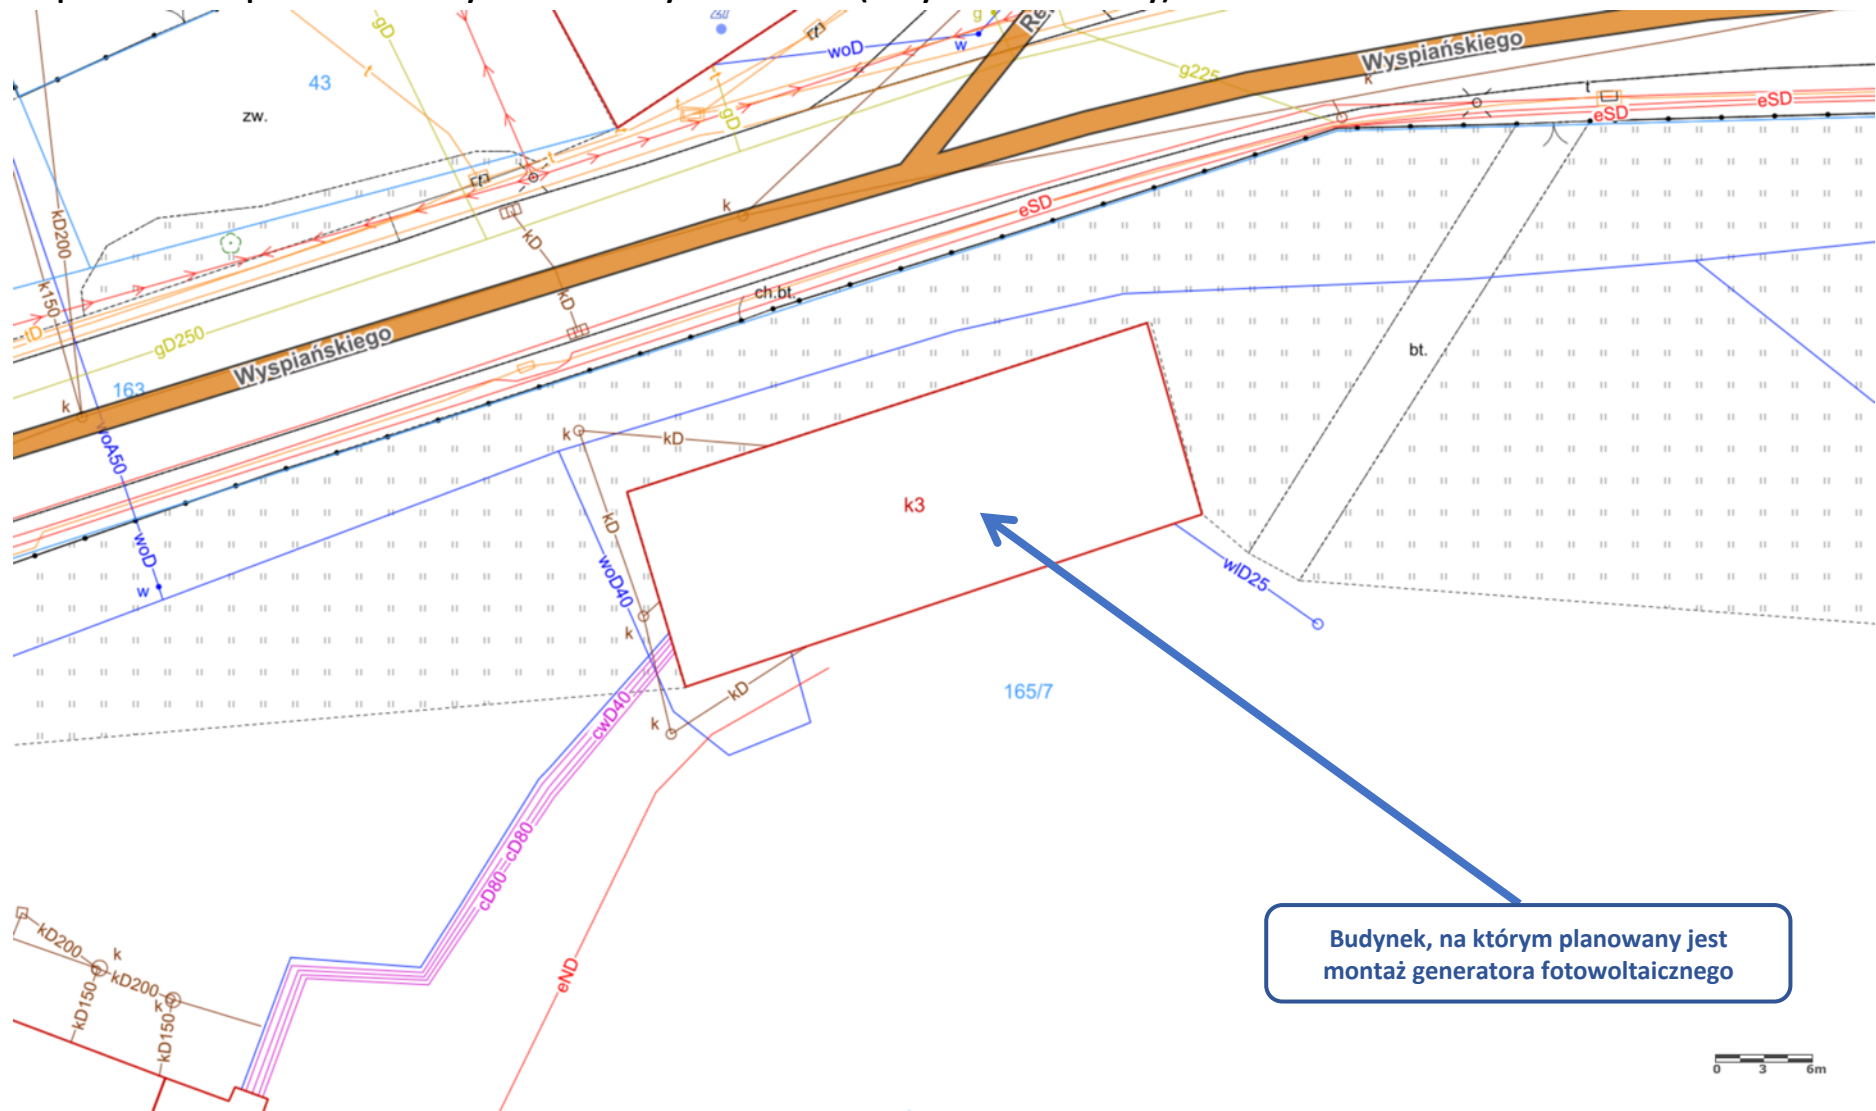 43
zw.
gD
t
t
woD
w
g
g225
Wyspiańskiego
k
t
eSD
eSD
gD
t
t
kD200
k150
k
eSD
kD
kD
ch.bt.
tD
gD250
Wyspiańskiego
163
k
bt.
woA50
woD
w
k
kD
kD
k3
woD40
k
wlD25
kD
k
165/7
cwD40
cD80
cD80
eND
Budynek, na którym planowany jest
montaż generatora fotowoltaicznego
kD200
k
kD200
k
kD150
kD150
0 3 6m